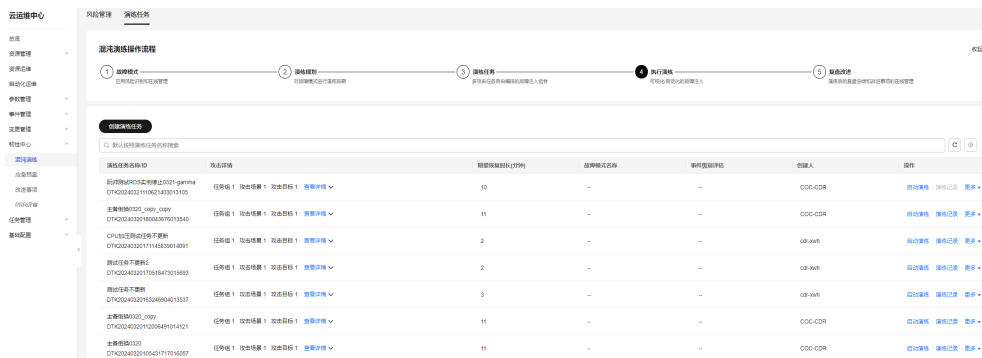 云运维中心
风险管理 演练任务
总览
资源管理
资源运维
自动化运维
参数管理
事件管理
变更管理
韧性中心
混沌演练
应急预案
改进事项
PRR评审
任务管理
基础配置
混沌演练操作流程
收起
1 故障模式
应用风险识别和在线管理
2 演练规划
对故障模式进行演练排期
3 演练任务
多攻击任务自由编排的故障注入组合
4 执行演练
可视化/自动化的故障注入
5 复盘改进
演练后的复盘总结和改进事项的在线管理
创建演练任务
默认按照演练任务名称搜索
演练任务名称/ID 攻击详情 期望恢复时长(分钟) 故障模式名称 事件级别评估 创建人 操作
阮帅测试RDS实例停止0321-gamma
DTK20240321110621403013105
任务组 1 攻击场景 1 攻击目标 1 查看详情 10 -- -- COC-CDR 启动演练 演练记录 更多
主备倒换0320_copy_copy
DTK20240320180043676013540
任务组 1 攻击场景 1 攻击目标 1 查看详情 11 -- -- COC-CDR 启动演练 演练记录 更多
CPU加压测试任务不更新
DTK20240320171145839014091
任务组 1 攻击场景 1 攻击目标 1 查看详情 2 -- -- cdr-xwh 启动演练 演练记录 更多
测试任务不更新2
DTK20240320170518473015693
任务组 1 攻击场景 1 攻击目标 1 查看详情 2 -- -- cdr-xwh 启动演练 演练记录 更多
测试任务不更新
DTK20240320163245904013537
任务组 1 攻击场景 1 攻击目标 1 查看详情 3 -- -- cdr-xwh 启动演练 演练记录 更多
主备倒换0320_copy
DTK20240320112006491014121
任务组 1 攻击场景 1 攻击目标 1 查看详情 11 -- -- COC-CDR 启动演练 演练记录 更多
主备倒换0320
DTK20240320105431717016057
任务组 1 攻击场景 1 攻击目标 1 查看详情 11 -- -- COC-CDR 启动演练 演练记录 更多